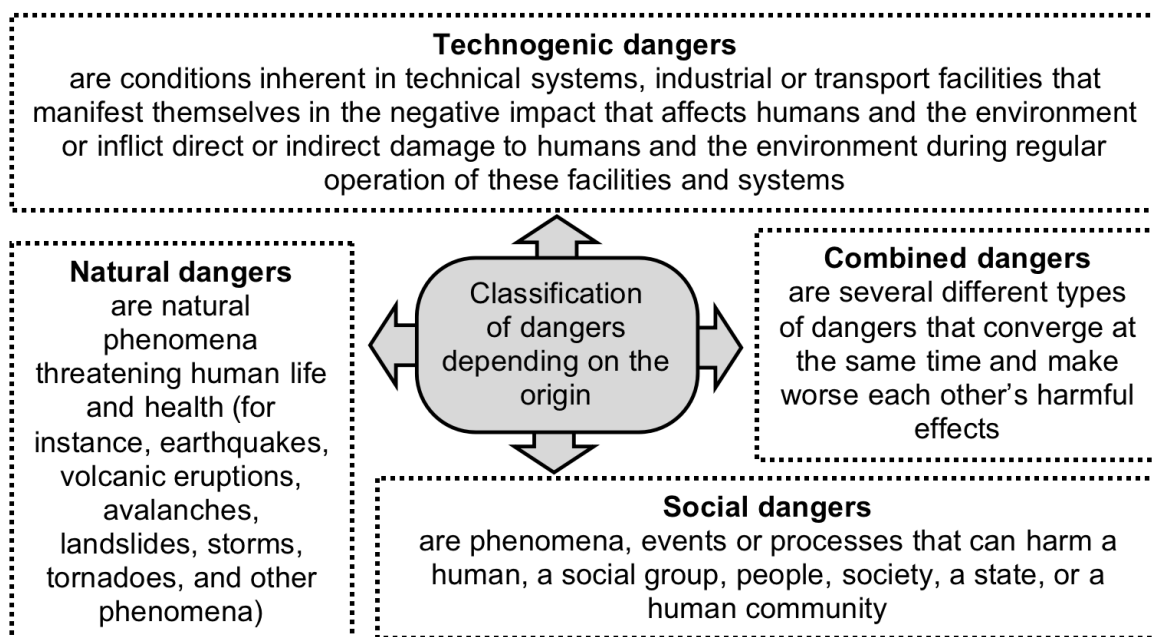 Technogenic dangers
are conditions inherent in technical systems, industrial or transport facilities that
manifest themselves in the negative impact that affects humans and the environment
or inflict direct or indirect damage to humans and the environment during regular
operation of these facilities and systems
Natural dangers
are natural
phenomena
threatening human life
and health (for
instance, earthquakes,
volcanic eruptions,
avalanches,
landslides, storms,
tornadoes, and other
phenomena)
Classification
of dangers
depending on the
origin
Combined dangers
are several different types
of dangers that converge at
the same time and make
worse each other’s harmful
effects
Social dangers
are phenomena, events or processes that can harm a
human, a social group, people, society, a state, or a
human community